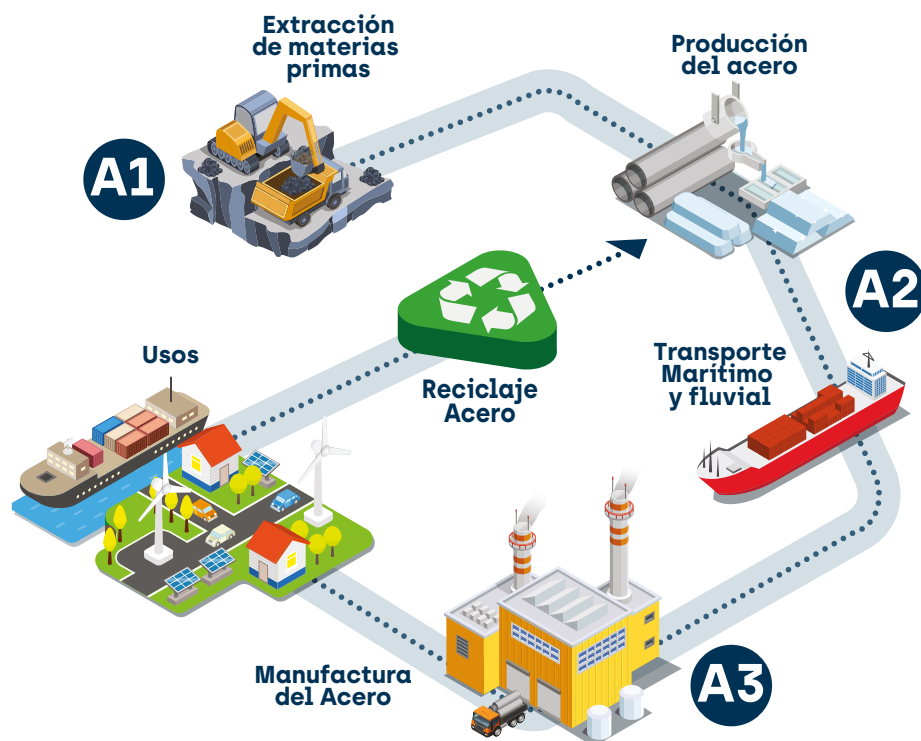 Extracción
de materias
primas
Producción
del acero
A1
A2
Usos
Reciclaje
Acero
Transporte
Marítimo
y fluvial
Manufactura
del Acero
A3